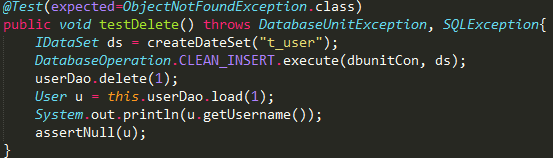 @Test(expected=ObjectNotFoundException.class)
public void testDelete() throws DatabaseUnitException, SQLException{
    IDataSet ds = createDateSet("t_user");
    DatabaseOperation.CLEAN_INSERT.execute(dbunitCon, ds);
    userDao.delete(1);
    User u = this.userDao.load(1);
    System.out.println(u.getUsername());
    assertNull(u);
}